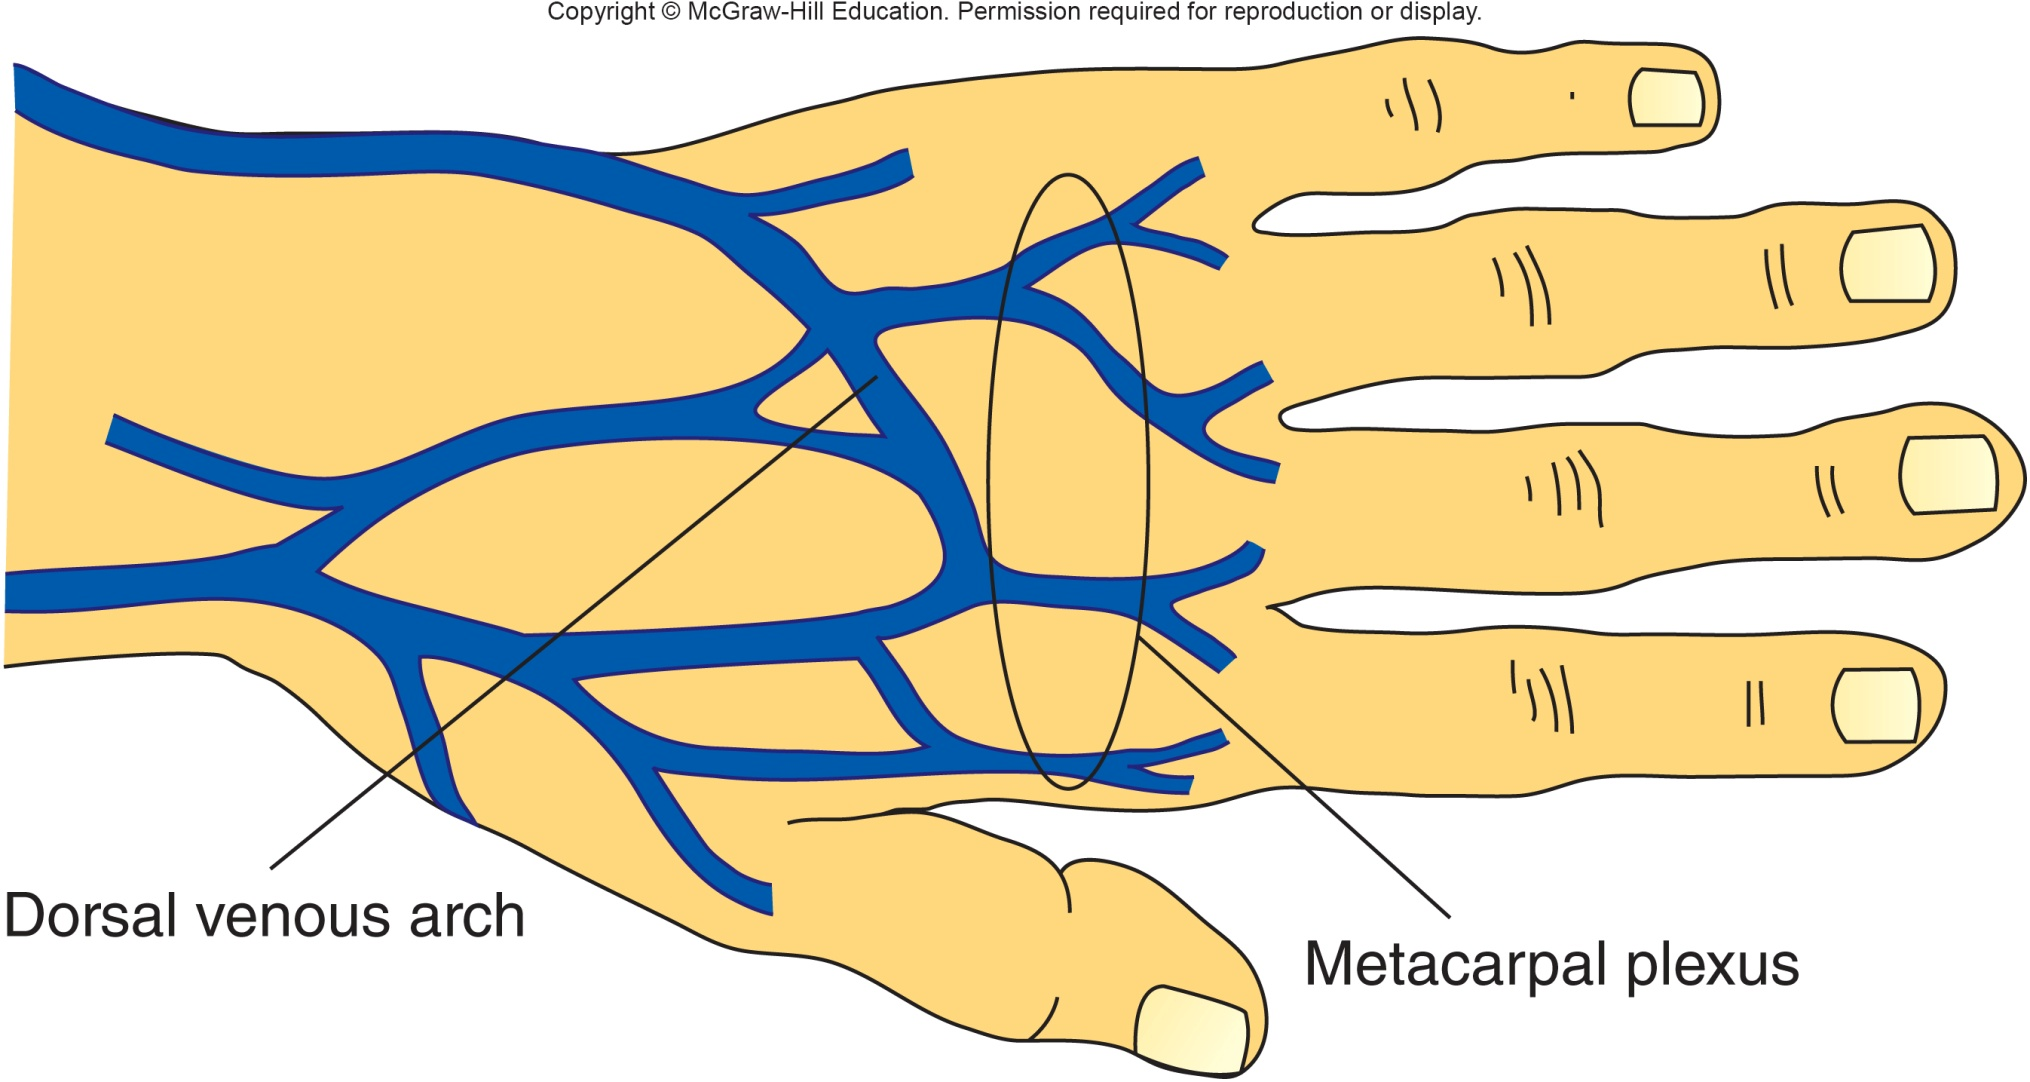 Copyright © McGraw-Hill Education. Permission required for reproduction or display.
Dorsal venous arch
Metacarpal plexus